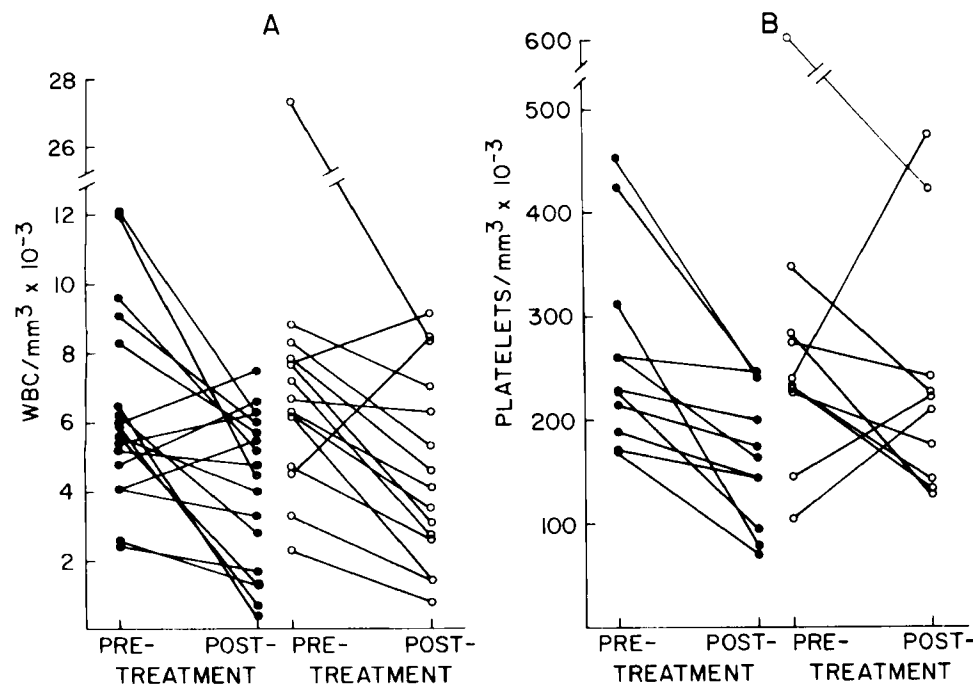 A
WBC/mm³ x 10⁻³
28
26
12
10
8
6
4
2
PRE- POST- PRE- POST-
TREATMENT TREATMENT
B
PLATELETS/mm³ x 10⁻³
600
500
400
300
200
100
PRE- POST- PRE- POST-
TREATMENT TREATMENT